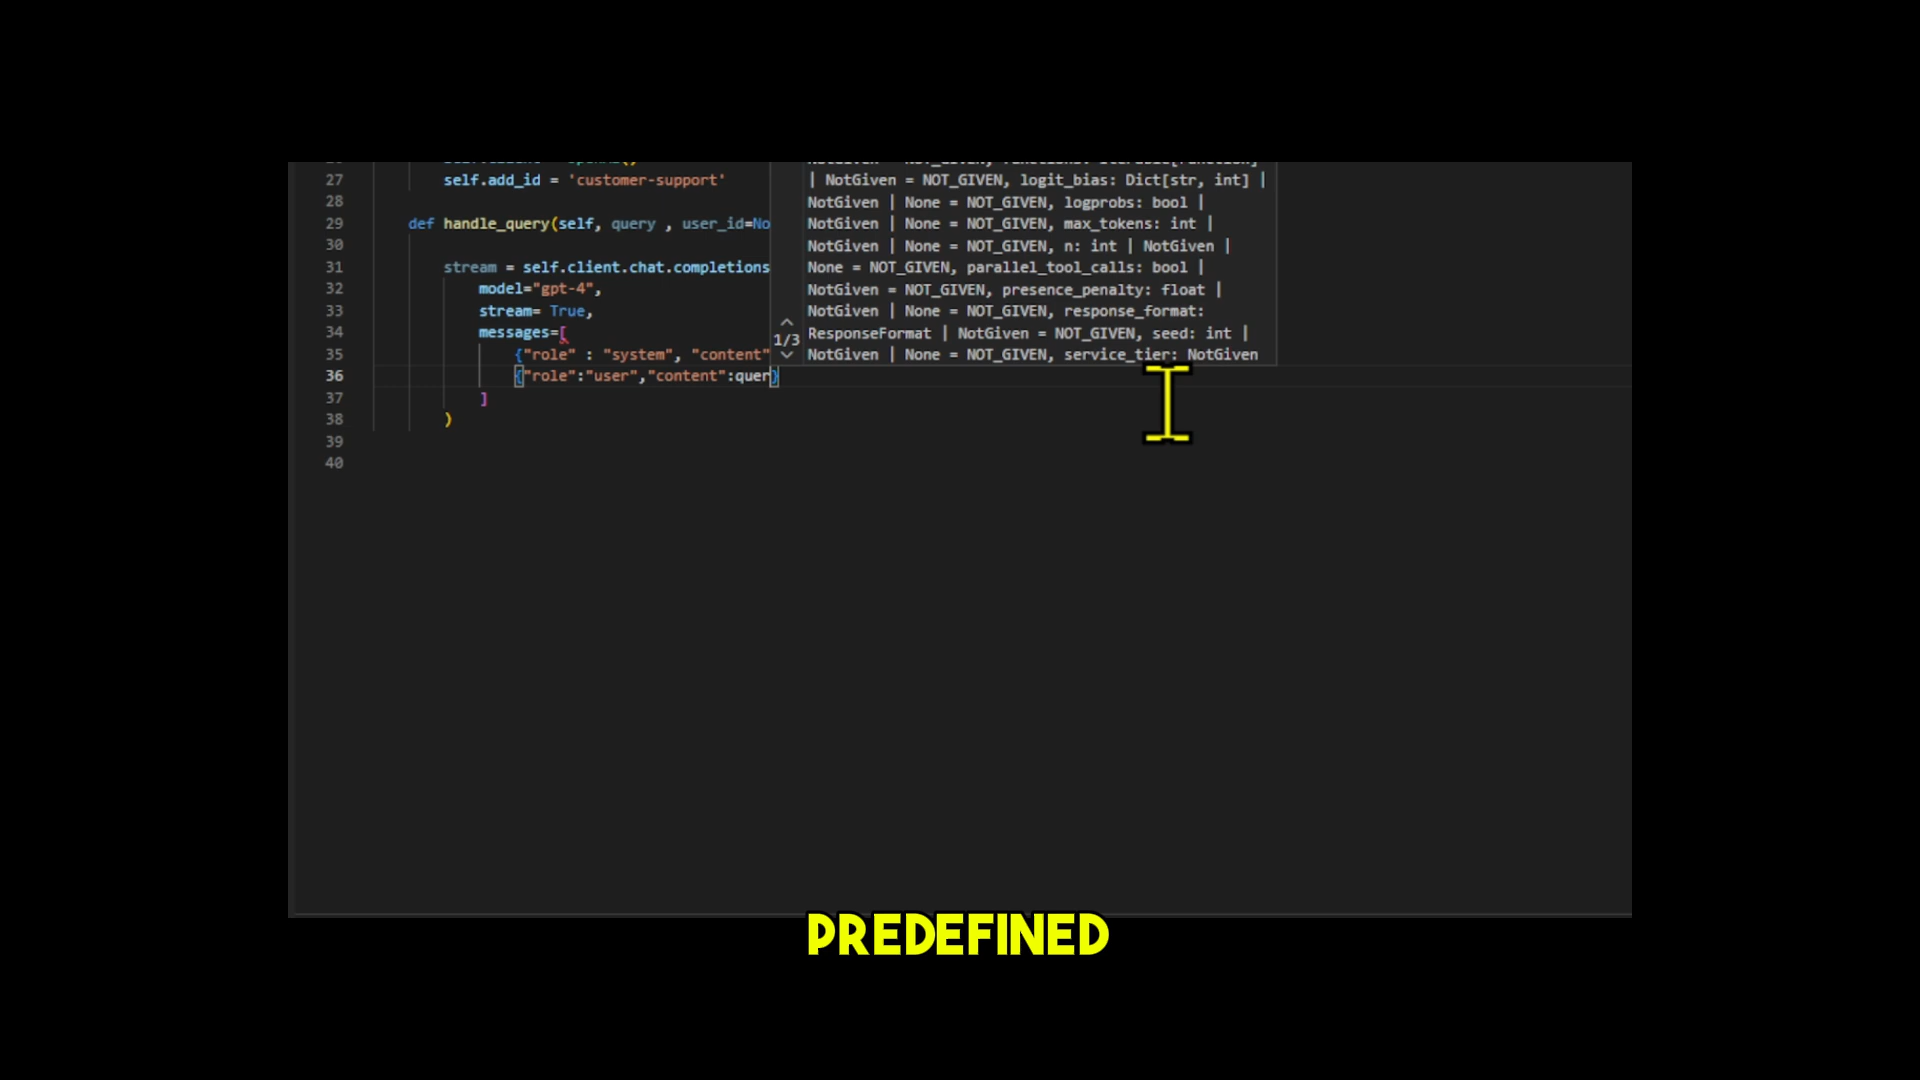 27 self.add_id = 'customer-support'
28
29 def handle_query(self, query , user_id=No
30
31 stream = self.client.chat.completions
32 model="gpt-4",
33 stream= True,
34 messages=[
35 {"role" : "system", "content"
36 {"role":"user","content":quer}
37 ]
38 )
39
40
| NotGiven = NOT_GIVEN, logit_bias: Dict[str, int] |
NotGiven | None = NOT_GIVEN, logprobs: bool |
NotGiven | None = NOT_GIVEN, max_tokens: int |
NotGiven | None = NOT_GIVEN, n: int | NotGiven |
None = NOT_GIVEN, parallel_tool_calls: bool |
NotGiven = NOT_GIVEN, presence_penalty: float |
NotGiven | None = NOT_GIVEN, response_format:
ResponseFormat | NotGiven = NOT_GIVEN, seed: int |
NotGiven | None = NOT_GIVEN, service_tier: NotGiven
1/3
PREDEFINED